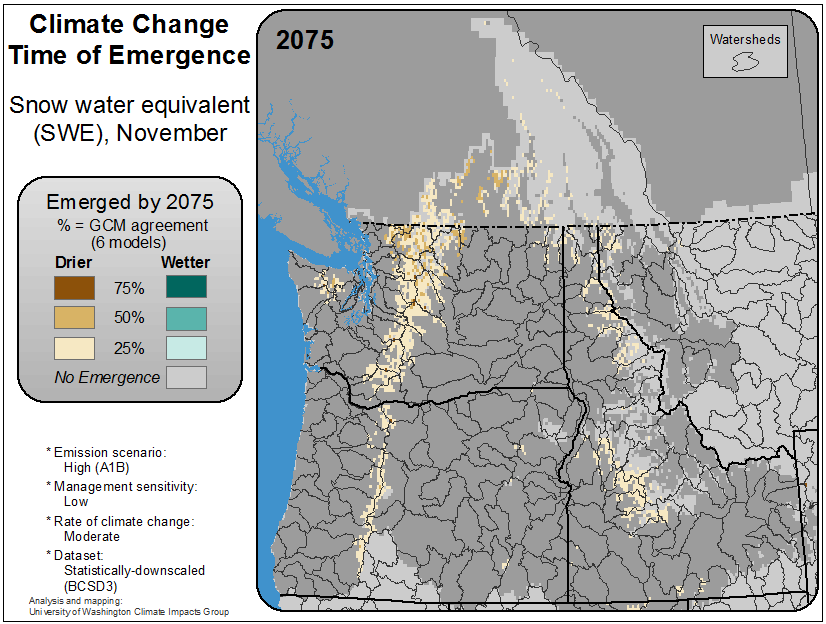 Climate Change
Time of Emergence
Snow water equivalent
(SWE), November
Emerged by 2075
% = GCM agreement
(6 models)
Drier Wetter
75%
50%
25%
No Emergence
* Emission scenario:
High (A1B)
* Management sensitivity:
Low
* Rate of climate change:
Moderate
* Dataset:
Statistically-downscaled
(BCSD3)
Analysis and mapping:
University of Washington Climate Impacts Group
2075
Watersheds